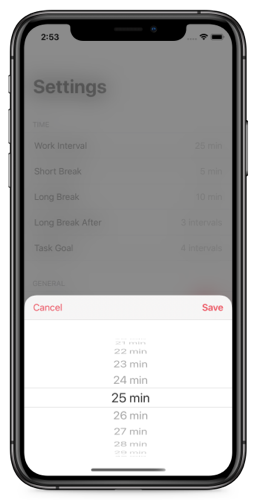 2:53
Settings
TIME
Work Interval 25 min
Short Break 5 min
Long Break 10 min
Long Break After 3 intervals
Task Goal 4 intervals
GENERAL
Cancel Save
21 min
22 min
23 min
24 min
25 min
26 min
27 min
28 min
29 min